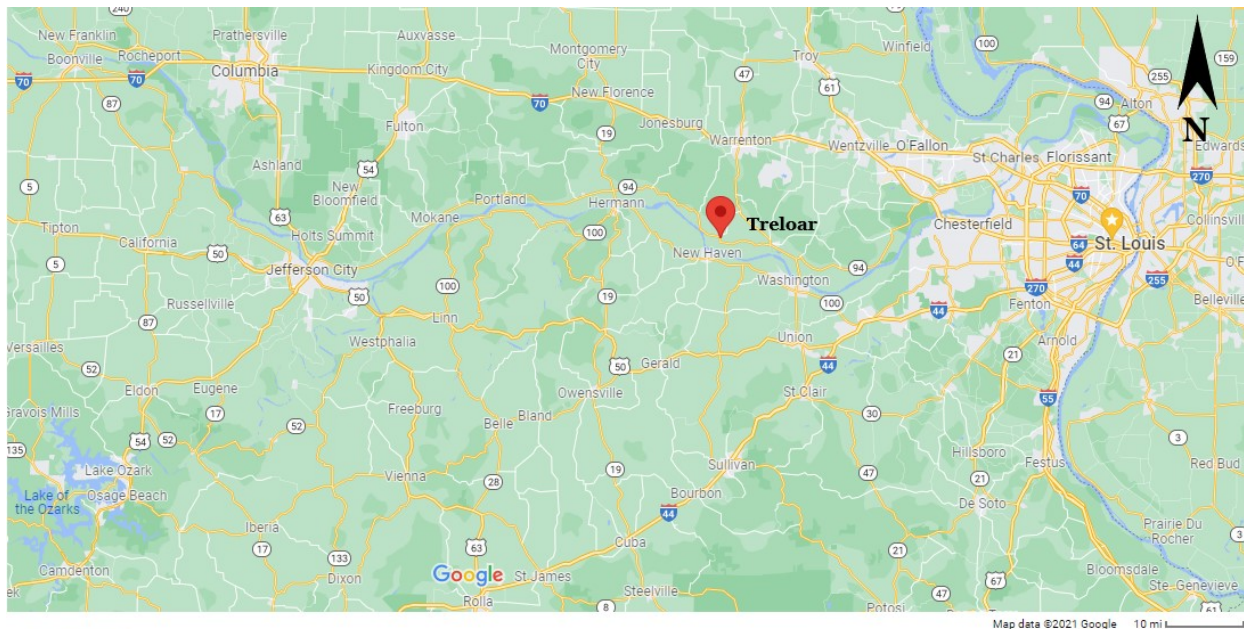 240
New Franklin
Rocheport
Prathersville
Auxvasse
Boonville
Columbia
Kingdom City
Montgomery City
New Florence
Troy
Winfield
100
159
70
70
70
47
61
255
Alton
94
67
87
Fulton
19
Jonesburg
Warrenton
Wentzville
O'Fallon
St Charles
Florissant
N
Edwards
270
Ashland
54
New Bloomfield
5
Portland
94
Hermann
70
63
Mokane
Treloar
Chesterfield
Collinsville
Tipton
California
Holts Summit
100
New Haven
64
St. Louis
50
Jefferson City
44
O'F
5
94
Washington
100
270
255
50
100
19
44
Fenton
Belleville
Russellville
Linn
87
Westphalia
Union
Arnold
Versailles
50
Gerald
44
21
52
Eldon
Eugene
Owensville
St Clair
55
Gravois Mills
17
Freeburg
Bland
30
52
Belle
3
135
54
52
Hillsboro
Lake Ozark
Vienna
19
Sullivan
47
21
Festus
Red Bud
Lake of the Ozarks
Osage Beach
28
Bourbon
De Soto
44
Iberia
Cuba
Prairie Du Rocher
17
133
63
21
3
Camdenton
Dixon
Google
St James
67
Bloomsdale
ek
Rolla
Steelville
47
Ste. Genevieve
8
Potosi
61
Map data ©2021 Google 10 mi